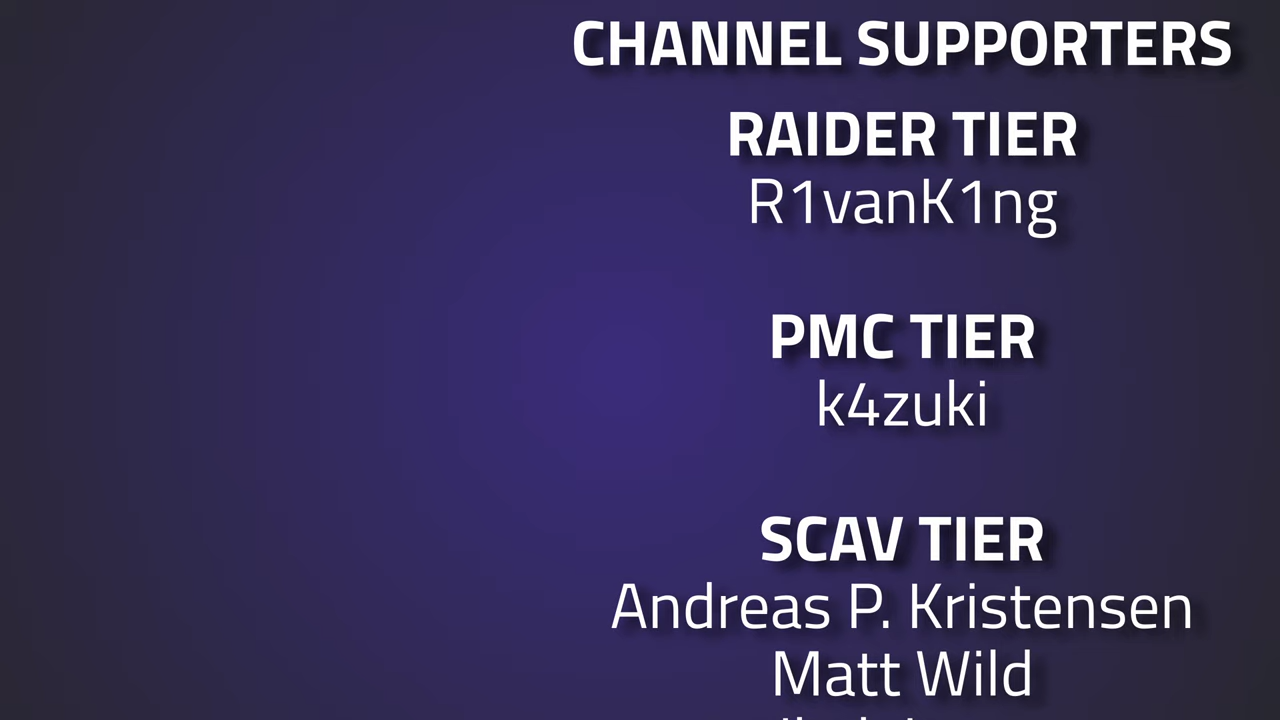 CHANNEL SUPPORTERS
RAIDER TIER
R1vanK1ng
PMC TIER
k4zuki
SCAV TIER
Andreas P. Kristensen
Matt Wild